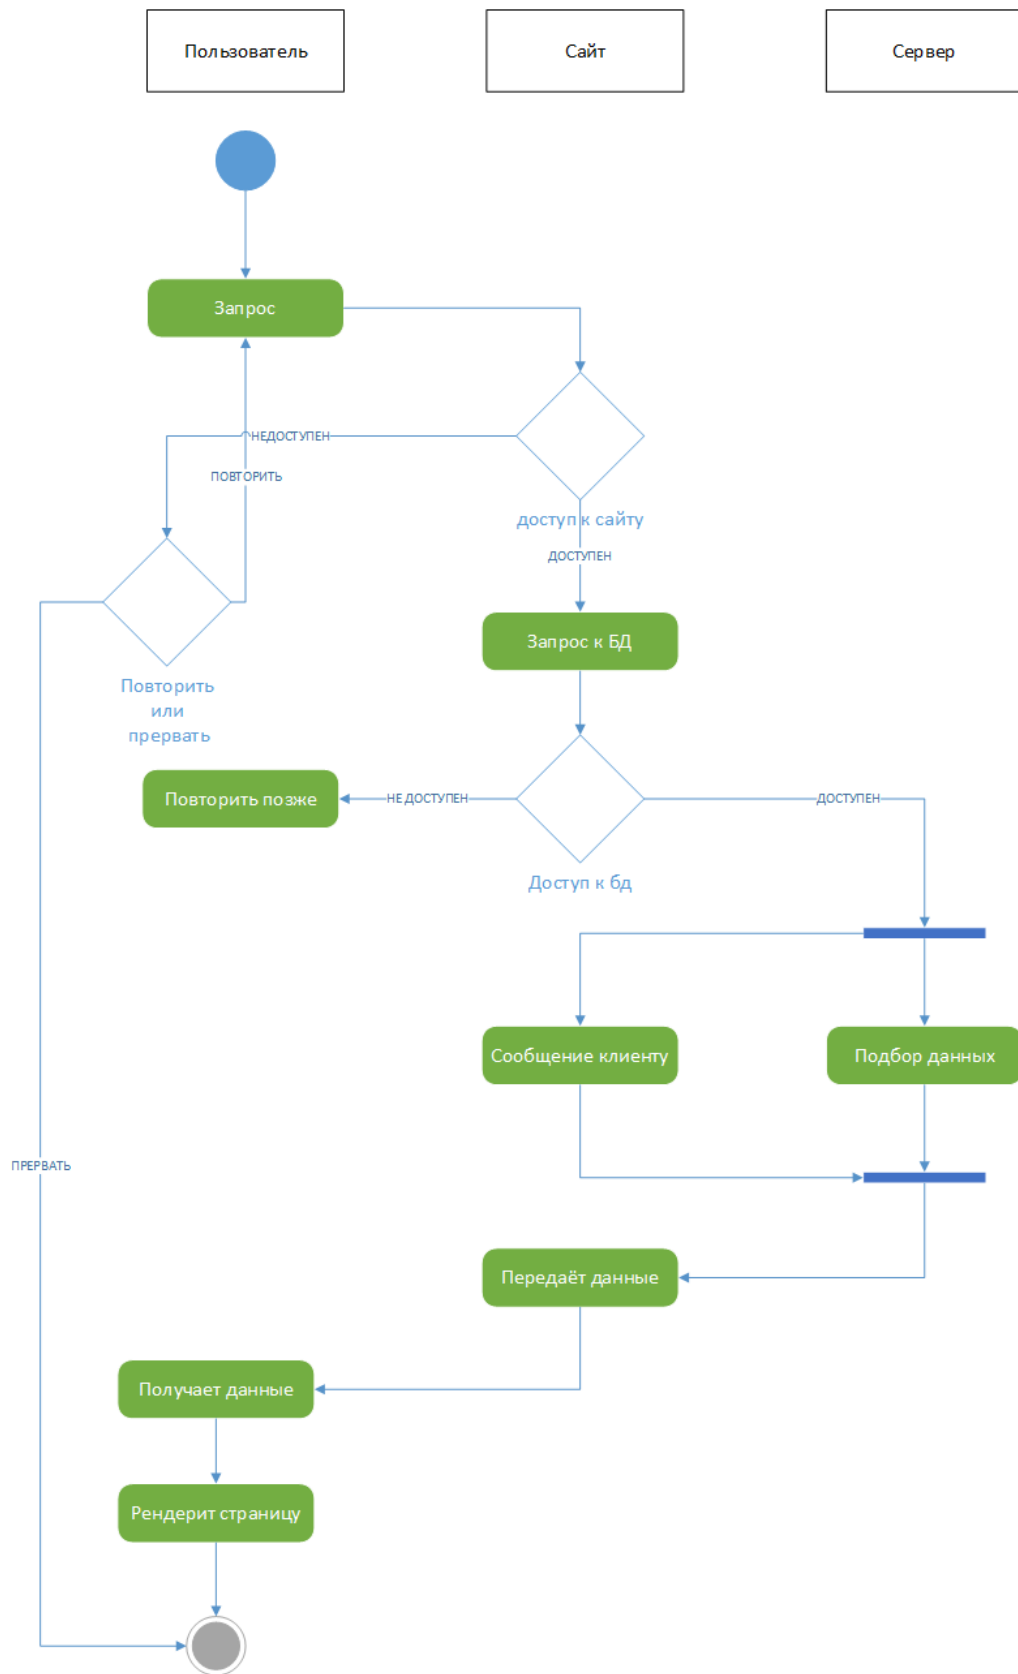 Пользователь
Сайт
Сервер
Запрос
НЕДОСТУПЕН
ПОВТОРИТЬ
доступ к сайту
ДОСТУПЕН
Запрос к БД
Повторить
или
прервать
Повторить позже
НЕ ДОСТУПЕН
ДОСТУПЕН
Доступ к бд
Сообщение клиенту
Подбор данных
ПРЕРВАТЬ
Передаёт данные
Получает данные
Рендерит страницу